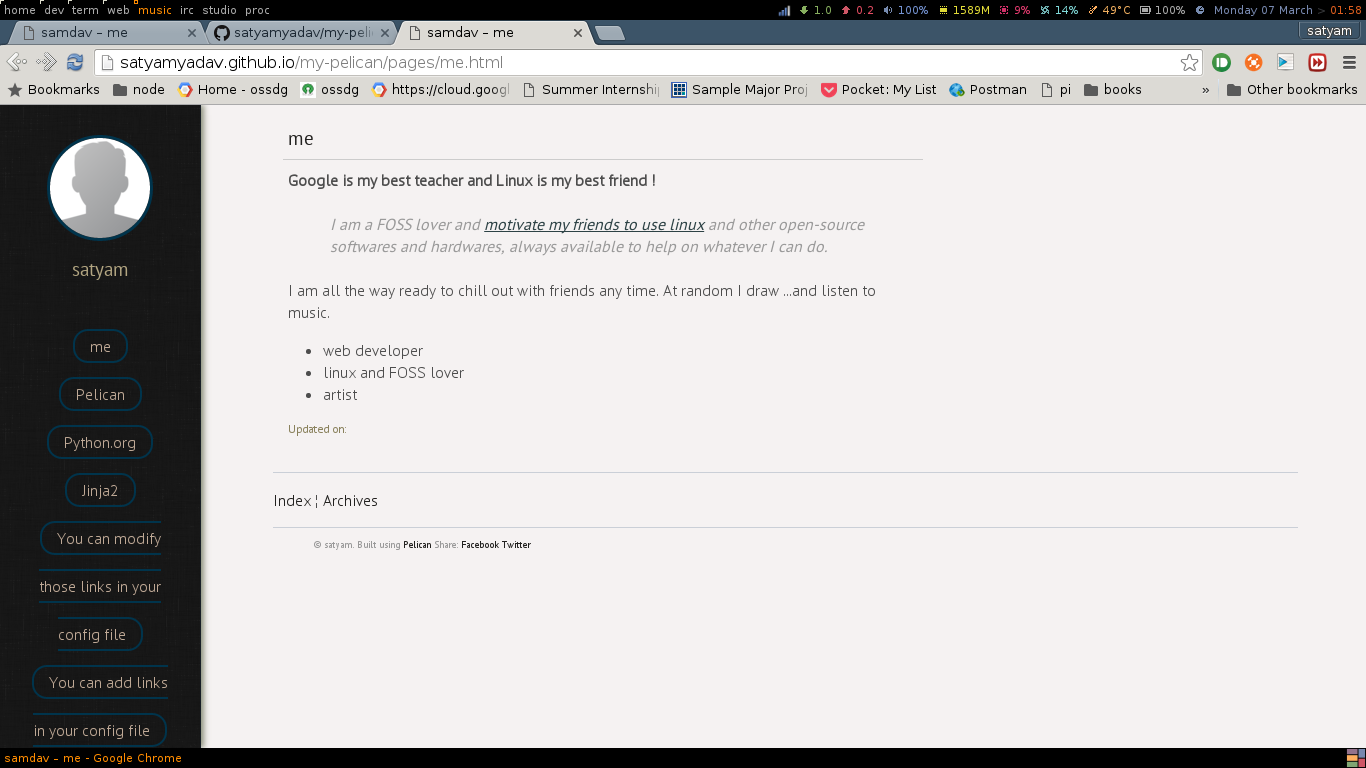 home dev term web music irc studio proc
1.0 0.2 100% 1589M 9% 14% 49°C 100% Monday 07 March > 01:58
samdav – me
satyamyadav/my-peli
samdav – me
satyam
satyamyadav.github.io/my-pelican/pages/me.html
Bookmarks node Home - ossdg ossdg https://cloud.googl Summer Internship Sample Major Proj Pocket: My List Postman pi books » Other bookmarks
satyam
me
Pelican
Python.org
Jinja2
You can modify
those links in your
config file
You can add links
in your config file
me
Google is my best teacher and Linux is my best friend !
I am a FOSS lover and motivate my friends to use linux and other open-source
softwares and hardwares, always available to help on whatever I can do.
I am all the way ready to chill out with friends any time. At random I draw ...and listen to
music.
• web developer
• linux and FOSS lover
• artist
Updated on:
Index ¦ Archives
© satyam. Built using Pelican Share: Facebook Twitter
samdav – me - Google Chrome